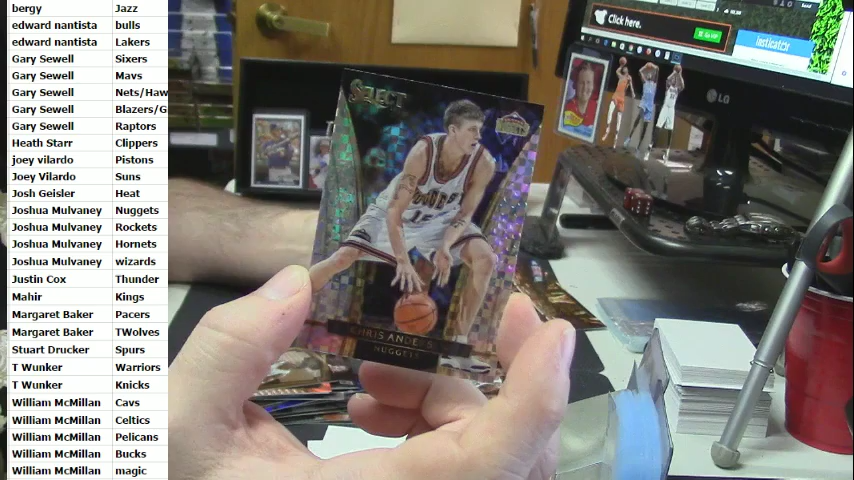 bergy Jazz
edward nantista bulls
edward nantista Lakers
Gary Sewell Sixers
Gary Sewell Mavs
Gary Sewell Nets/Haw
Gary Sewell Blazers/G
Gary Sewell Raptors
Heath Starr Clippers
joey vilardo Pistons
Joey Vilardo Suns
Josh Geisler Heat
Joshua Mulvaney Nuggets
Joshua Mulvaney Rockets
Joshua Mulvaney Hornets
Joshua Mulvaney wizards
Justin Cox Thunder
Mahir Kings
Margaret Baker Pacers
Margaret Baker TWolves
Stuart Drucker Spurs
T Wunker Warriors
T Wunker Knicks
William McMillan Cavs
William McMillan Celtics
William McMillan Pelicans
William McMillan Bucks
William McMillan magic
SELECT
NUGGETS
CHRIS ANDERS
NUGGETS
Click here.
insticator
LG